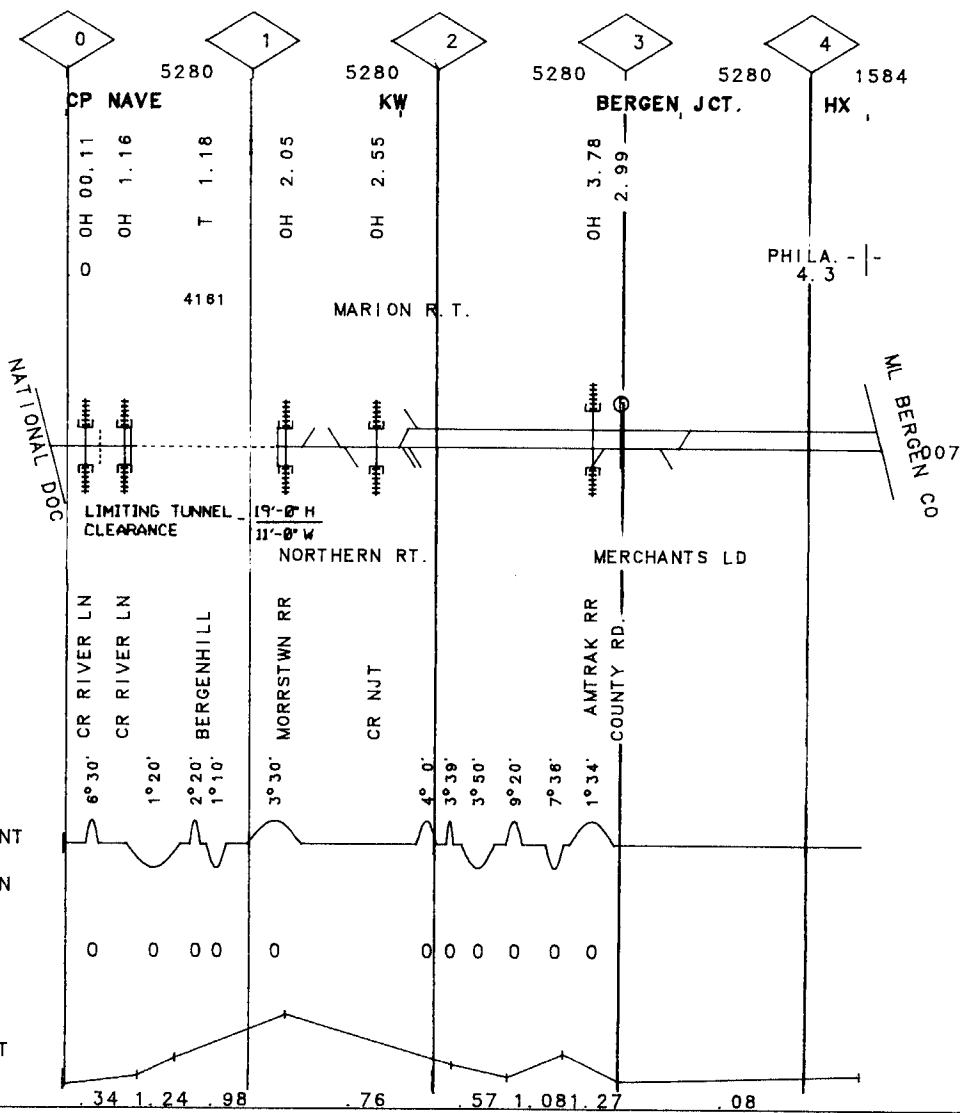 0 1 2 3 4
5280 5280 5280 5280 1584
CP NAVE KW BERGEN JCT. HX
OH 00.11
OH 1.16
T 1.18
OH 2.05
OH 2.55
OH 3.78
2.99
O
PHILA.
4.3
4161
MARION R.T.
NATIONAL DOC
ML BERGEN CO
007
LIMITING TUNNEL CLEARANCE
19'-0" H
11'-0" W
NORTHERN RT. MERCHANTS LD
CR RIVER LN
CR RIVER LN
BERGENHILL
MORRSTWN RR
CR NJT
AMTRAK RR
COUNTY RD.
6°30' 1°20' 2°20' 1°10' 3°30' 4° 0' 3°39' 3°50' 9°20' 7°36' 1°34'
NT
N
0 0 0 0 0 0 0 0 0 0 0
T
.34 1.24 .98 .76 .57 1.08 1.27 .08